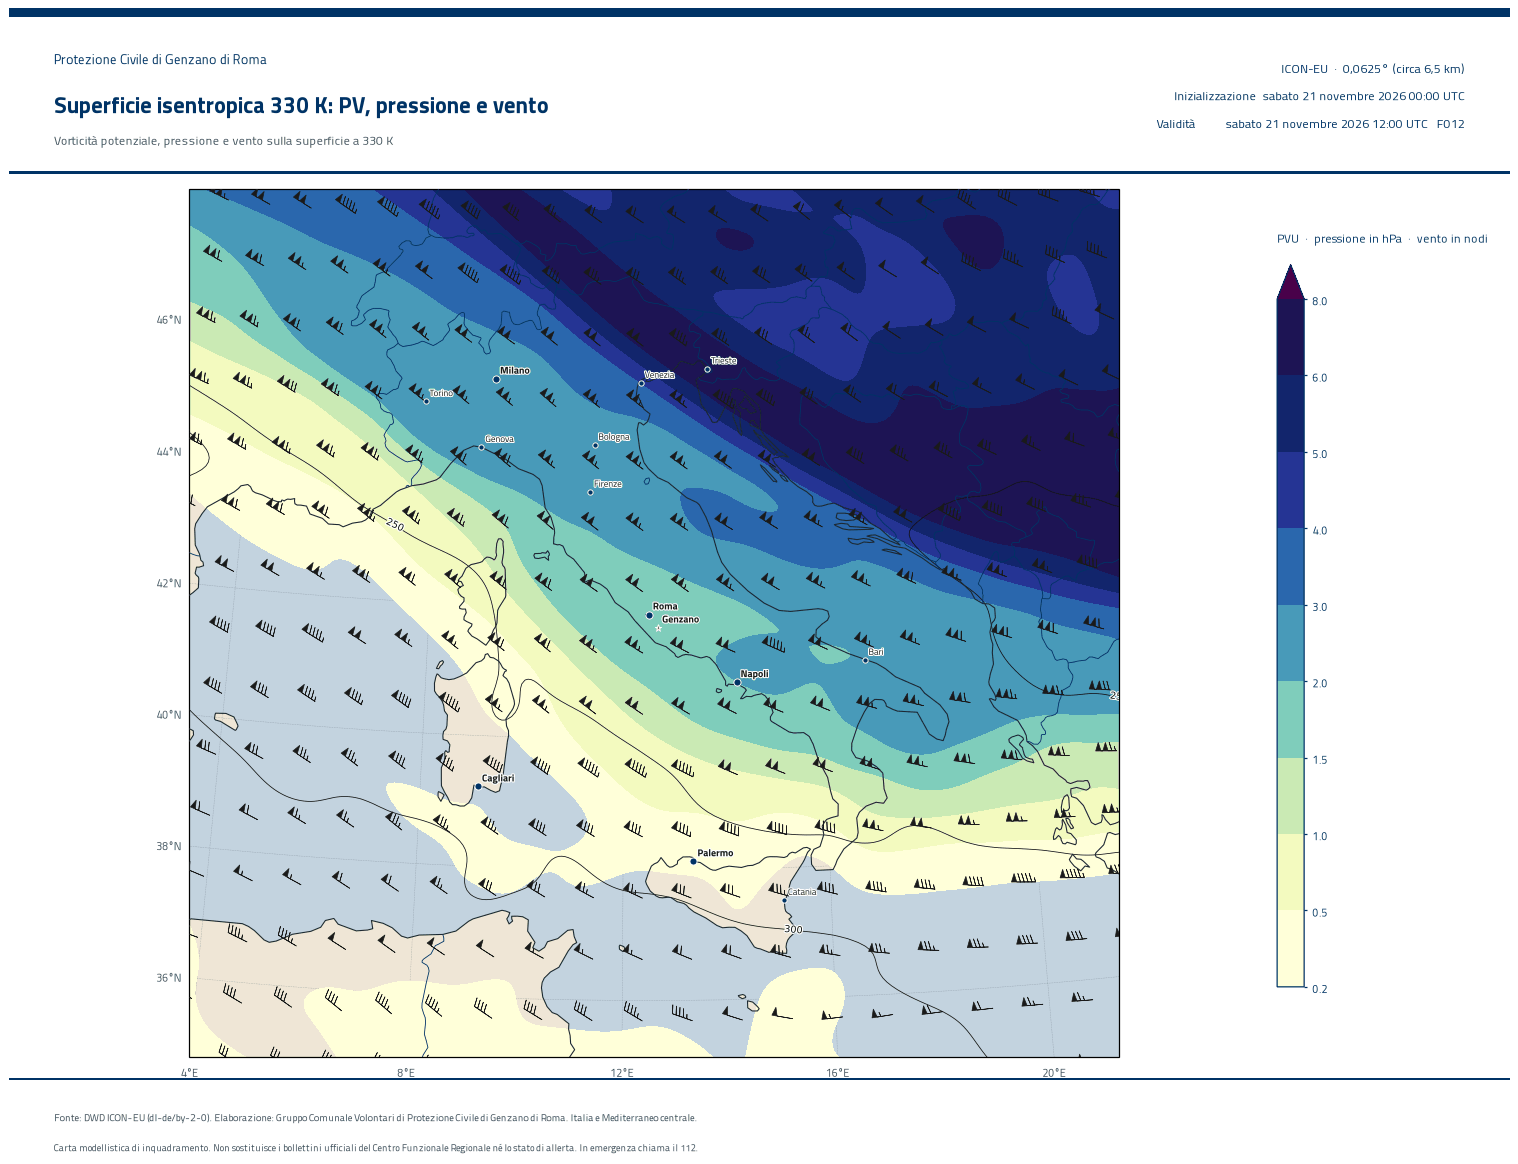 Protezione Civile di Genzano di Roma
Superficie isentropica 330 K: PV, pressione e vento
Vorticità potenziale, pressione e vento sulla superficie a 330 K
ICON-EU · 0,0625° (circa 6,5 km)
Inizializzazione sabato 21 novembre 2026 00:00 UTC
Validità sabato 21 novembre 2026 12:00 UTC F012
PVU · pressione in hPa · vento in nodi
8.0
6.0
5.0
4.0
3.0
2.0
1.5
1.0
0.5
0.2
46°N
44°N
42°N
40°N
38°N
36°N
4°E
8°E
12°E
16°E
20°E
Trieste
Milano
Venezia
Torino
Genova
Bologna
Firenze
250
Roma
Genzano
Bari
Napoli
Cagliari
Palermo
Catania
300
Fonte: DWD ICON-EU (dl-de/by-2-0). Elaborazione: Gruppo Comunale Volontari di Protezione Civile di Genzano di Roma. Italia e Mediterraneo centrale.
Carta modellistica di inquadramento. Non sostituisce i bollettini ufficiali del Centro Funzionale Regionale né lo stato di allerta. In emergenza chiama il 112.